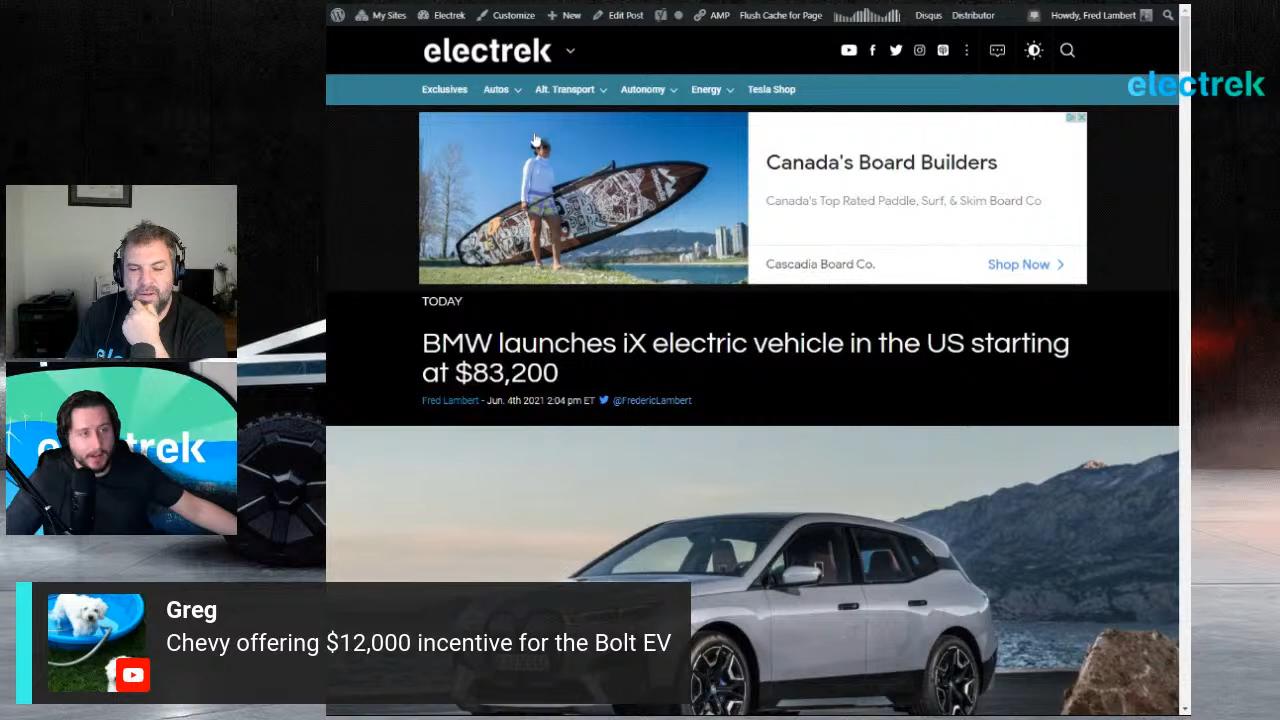 My Sites Electrek Customize New Edit Post AMP Flush Cache for Page Disqus Distributor Howdy, Fred Lambert
electrek
Exclusives Autos Alt. Transport Autonomy Energy Tesla Shop
electrek
Canada's Board Builders
Canada's Top Rated Paddle, Surf, & Skim Board Co
Cascadia Board Co. Shop Now
TODAY
BMW launches iX electric vehicle in the US starting
at $83,200
Fred Lambert - Jun. 4th 2021 2:04 pm ET @FredericLambert
Greg
Chevy offering $12,000 incentive for the Bolt EV